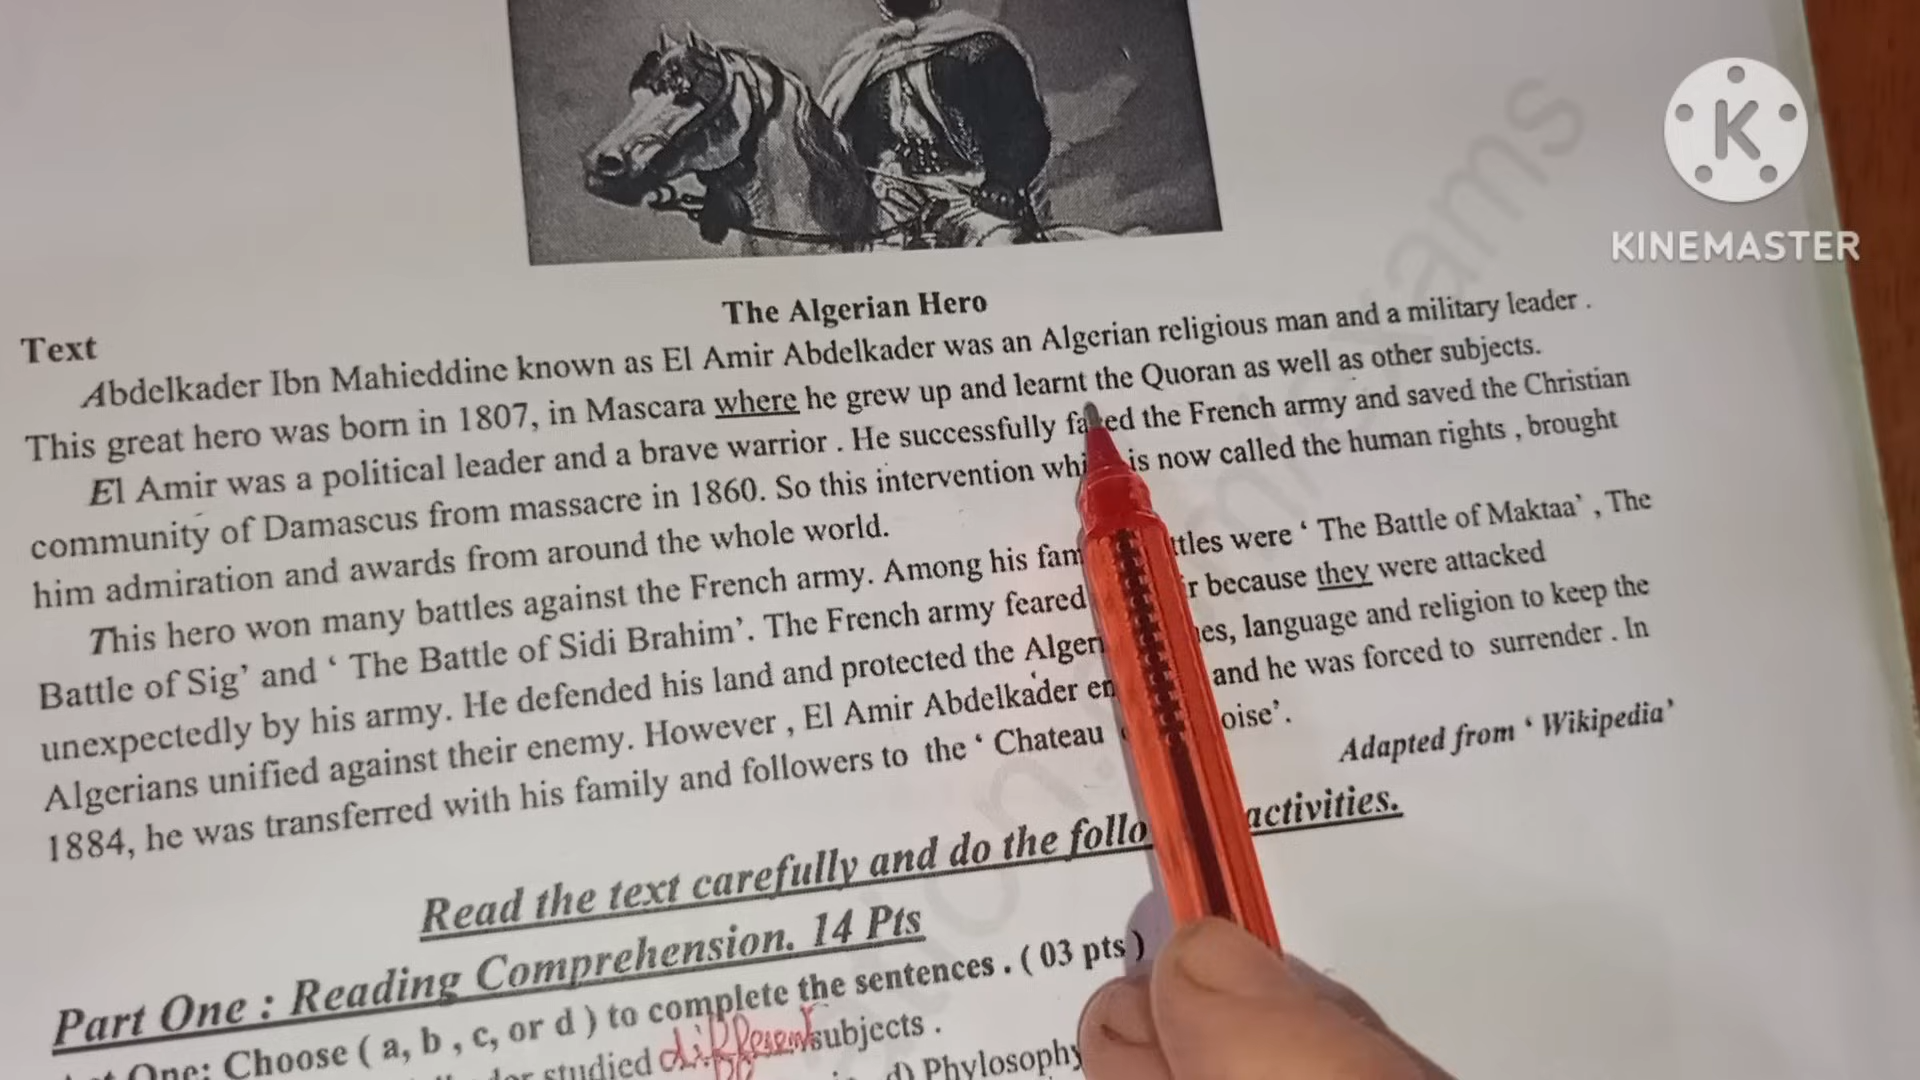 K
KINEMASTER
The Algerian Hero
Text
Abdelkader Ibn Mahieddine known as El Amir Abdelkader was an Algerian religious man and a military leader .
This great hero was born in 1807, in Mascara where he grew up and learnt the Quoran as well as other subjects.
El Amir was a political leader and a brave warrior . He successfully fa ed the French army and saved the Christian
community of Damascus from massacre in 1860. So this intervention whi is now called the human rights , brought
him admiration and awards from around the whole world.
This hero won many battles against the French army. Among his fam ttles were ‘ The Battle of Maktaa’ , The
Battle of Sig’ and ‘ The Battle of Sidi Brahim’. The French army feared r because they were attacked
unexpectedly by his army. He defended his land and protected the Alger es, language and religion to keep the
Algerians unified against their enemy. However , El Amir Abdelkader en and he was forced to surrender . In
1884, he was transferred with his family and followers to the ‘ Chateau oise’.
Adapted from ‘ Wikipedia’
Read the text carefully and do the follo activities.
Part One : Reading Comprehension. 14 Pts
One: Choose ( a, b , c, or d ) to complete the sentences . ( 03 pts )
studied different subjects .
d) Phylosophy